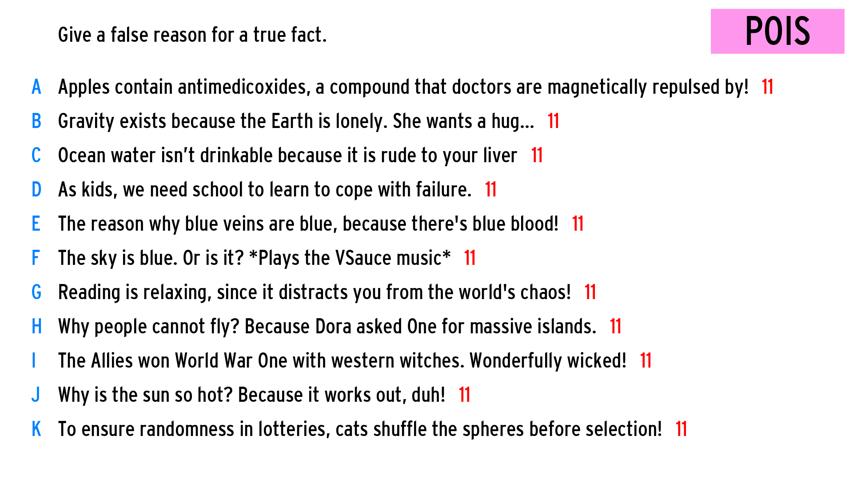 Give a false reason for a true fact.
POIS
A Apples contain antimedicoxides, a compound that doctors are magnetically repulsed by! 11
B Gravity exists because the Earth is lonely. She wants a hug... 11
C Ocean water isn’t drinkable because it is rude to your liver 11
D As kids, we need school to learn to cope with failure. 11
E The reason why blue veins are blue, because there's blue blood! 11
F The sky is blue. Or is it? *Plays the VSauce music* 11
G Reading is relaxing, since it distracts you from the world's chaos! 11
H Why people cannot fly? Because Dora asked One for massive islands. 11
I The Allies won World War One with western witches. Wonderfully wicked! 11
J Why is the sun so hot? Because it works out, duh! 11
K To ensure randomness in lotteries, cats shuffle the spheres before selection! 11